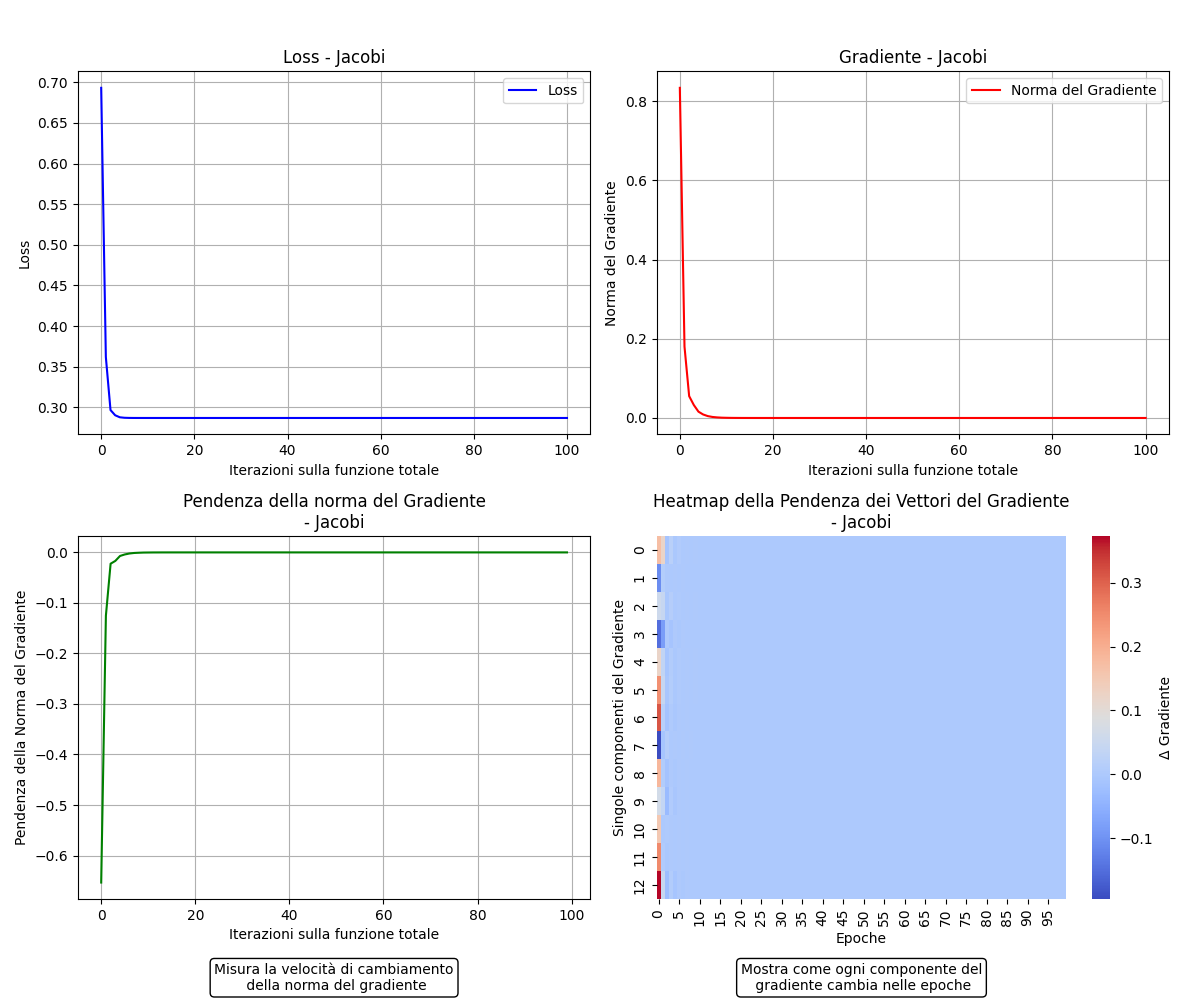 Loss - Jacobi
Loss
0.70
0.65
0.60
0.55
0.50
0.45
0.40
0.35
0.30
Loss
0 20 40 60 80 100
Iterazioni sulla funzione totale
Gradiente - Jacobi
Norma del Gradiente
0.8
0.6
0.4
0.2
0.0
Norma del Gradiente
0 20 40 60 80 100
Iterazioni sulla funzione totale
Pendenza della norma del Gradiente
- Jacobi
0.0
−0.1
−0.2
−0.3
−0.4
−0.5
−0.6
Pendenza della Norma del Gradiente
0 20 40 60 80 100
Iterazioni sulla funzione totale
Misura la velocità di cambiamento
della norma del gradiente
Heatmap della Pendenza dei Vettori del Gradiente
- Jacobi
0
1
2
3
4
5
6
7
8
9
10
11
12
Singole componenti del Gradiente
0 5 10 15 20 25 30 35 40 45 50 55 60 65 70 75 80 85 90 95
Epoche
0.3
0.2
0.1
0.0
−0.1
Δ Gradiente
Mostra come ogni componente del
gradiente cambia nelle epoche